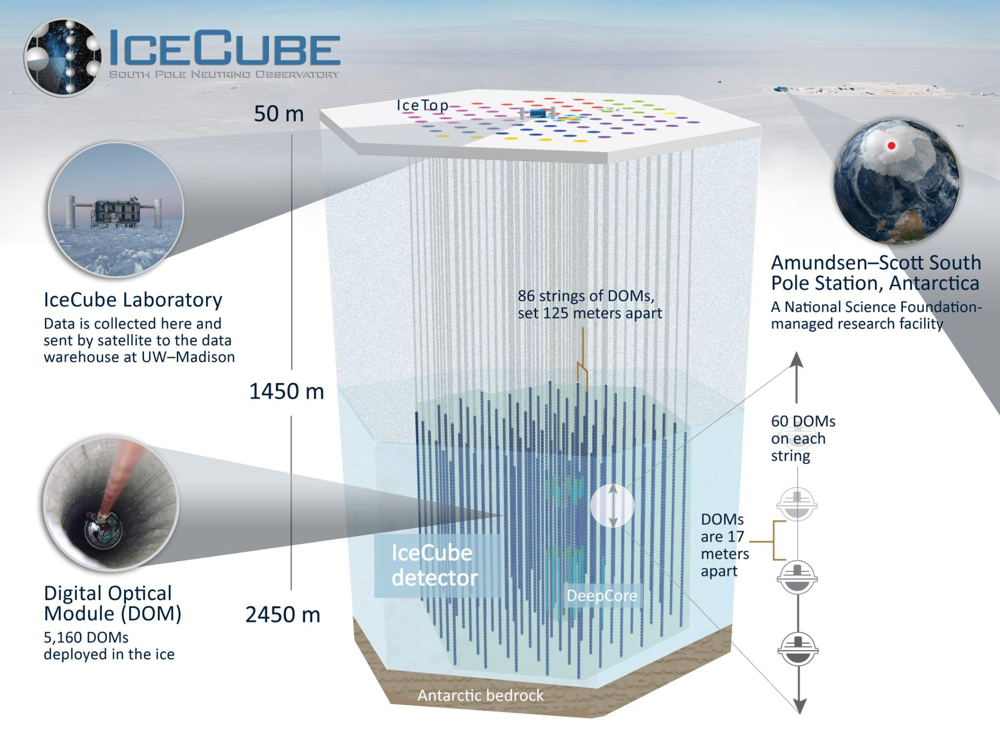 ICECUBE
SOUTH POLE NEUTRINO OBSERVATORY
50 m
IceTop
IceCube Laboratory
Data is collected here and
sent by satellite to the data
warehouse at UW–Madison
86 strings of DOMs,
set 125 meters apart
Amundsen–Scott South
Pole Station, Antarctica
A National Science Foundation-
managed research facility
1450 m
60 DOMs
on each
string
DOMs
are 17
meters
apart
IceCube
detector
DeepCore
Digital Optical
Module (DOM)
5,160 DOMs
deployed in the ice
2450 m
Antarctic bedrock